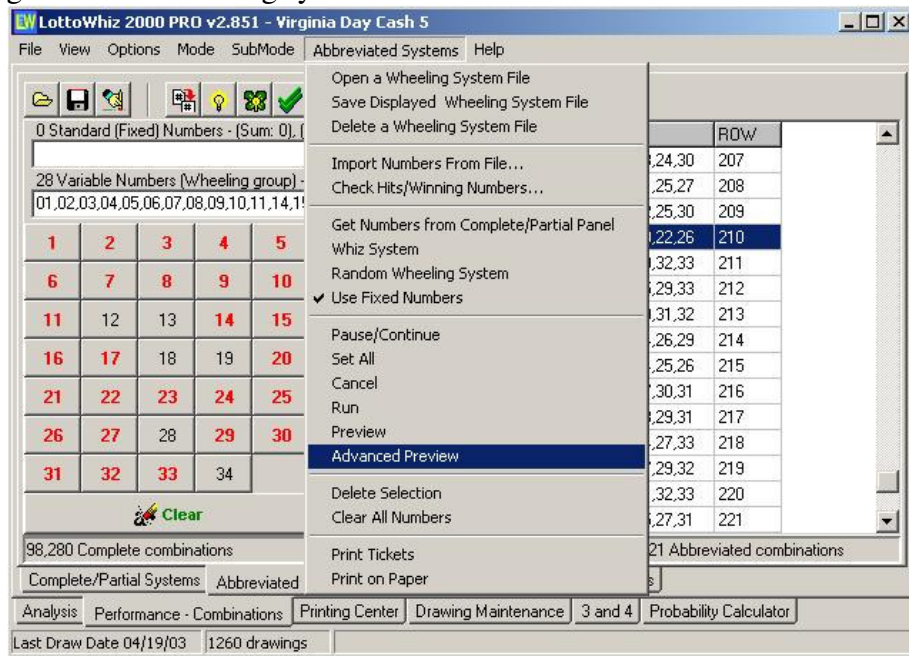 LottoWhiz 2000 PRO v2.851 - Virginia Day Cash 5
File View Options Mode SubMode Abbreviated Systems Help
Open a Wheeling System File
Save Displayed Wheeling System File
Delete a Wheeling System File
Import Numbers From File...
Check Hits/Winning Numbers...
Get Numbers from Complete/Partial Panel
Whiz System
Random Wheeling System
Use Fixed Numbers
Pause/Continue
Set All
Cancel
Run
Preview
Advanced Preview
Delete Selection
Clear All Numbers
Print Tickets
Print on Paper
0 Standard (Fixed) Numbers - (Sum: 0), (
28 Variable Numbers (Wheeling group) -
01,02,03,04,05,06,07,08,09,10,11,14,1
1 2 3 4 5
6 7 8 9 10
11 12 13 14 15
16 17 18 19 20
21 22 23 24 25
26 27 28 29 30
31 32 33 34
Clear
ROW
,24,30 207
,25,27 208
,25,30 209
,22,26 210
,32,33 211
,29,33 212
,31,32 213
,26,29 214
,25,26 215
,30,31 216
,29,31 217
,27,33 218
,29,32 219
,32,33 220
,27,31 221
98,280 Complete combinations
21 Abbreviated combinations
Complete/Partial Systems Abbreviated
Analysis Performance - Combinations Printing Center Drawing Maintenance 3 and 4 Probability Calculator
Last Draw Date 04/19/03 1260 drawings